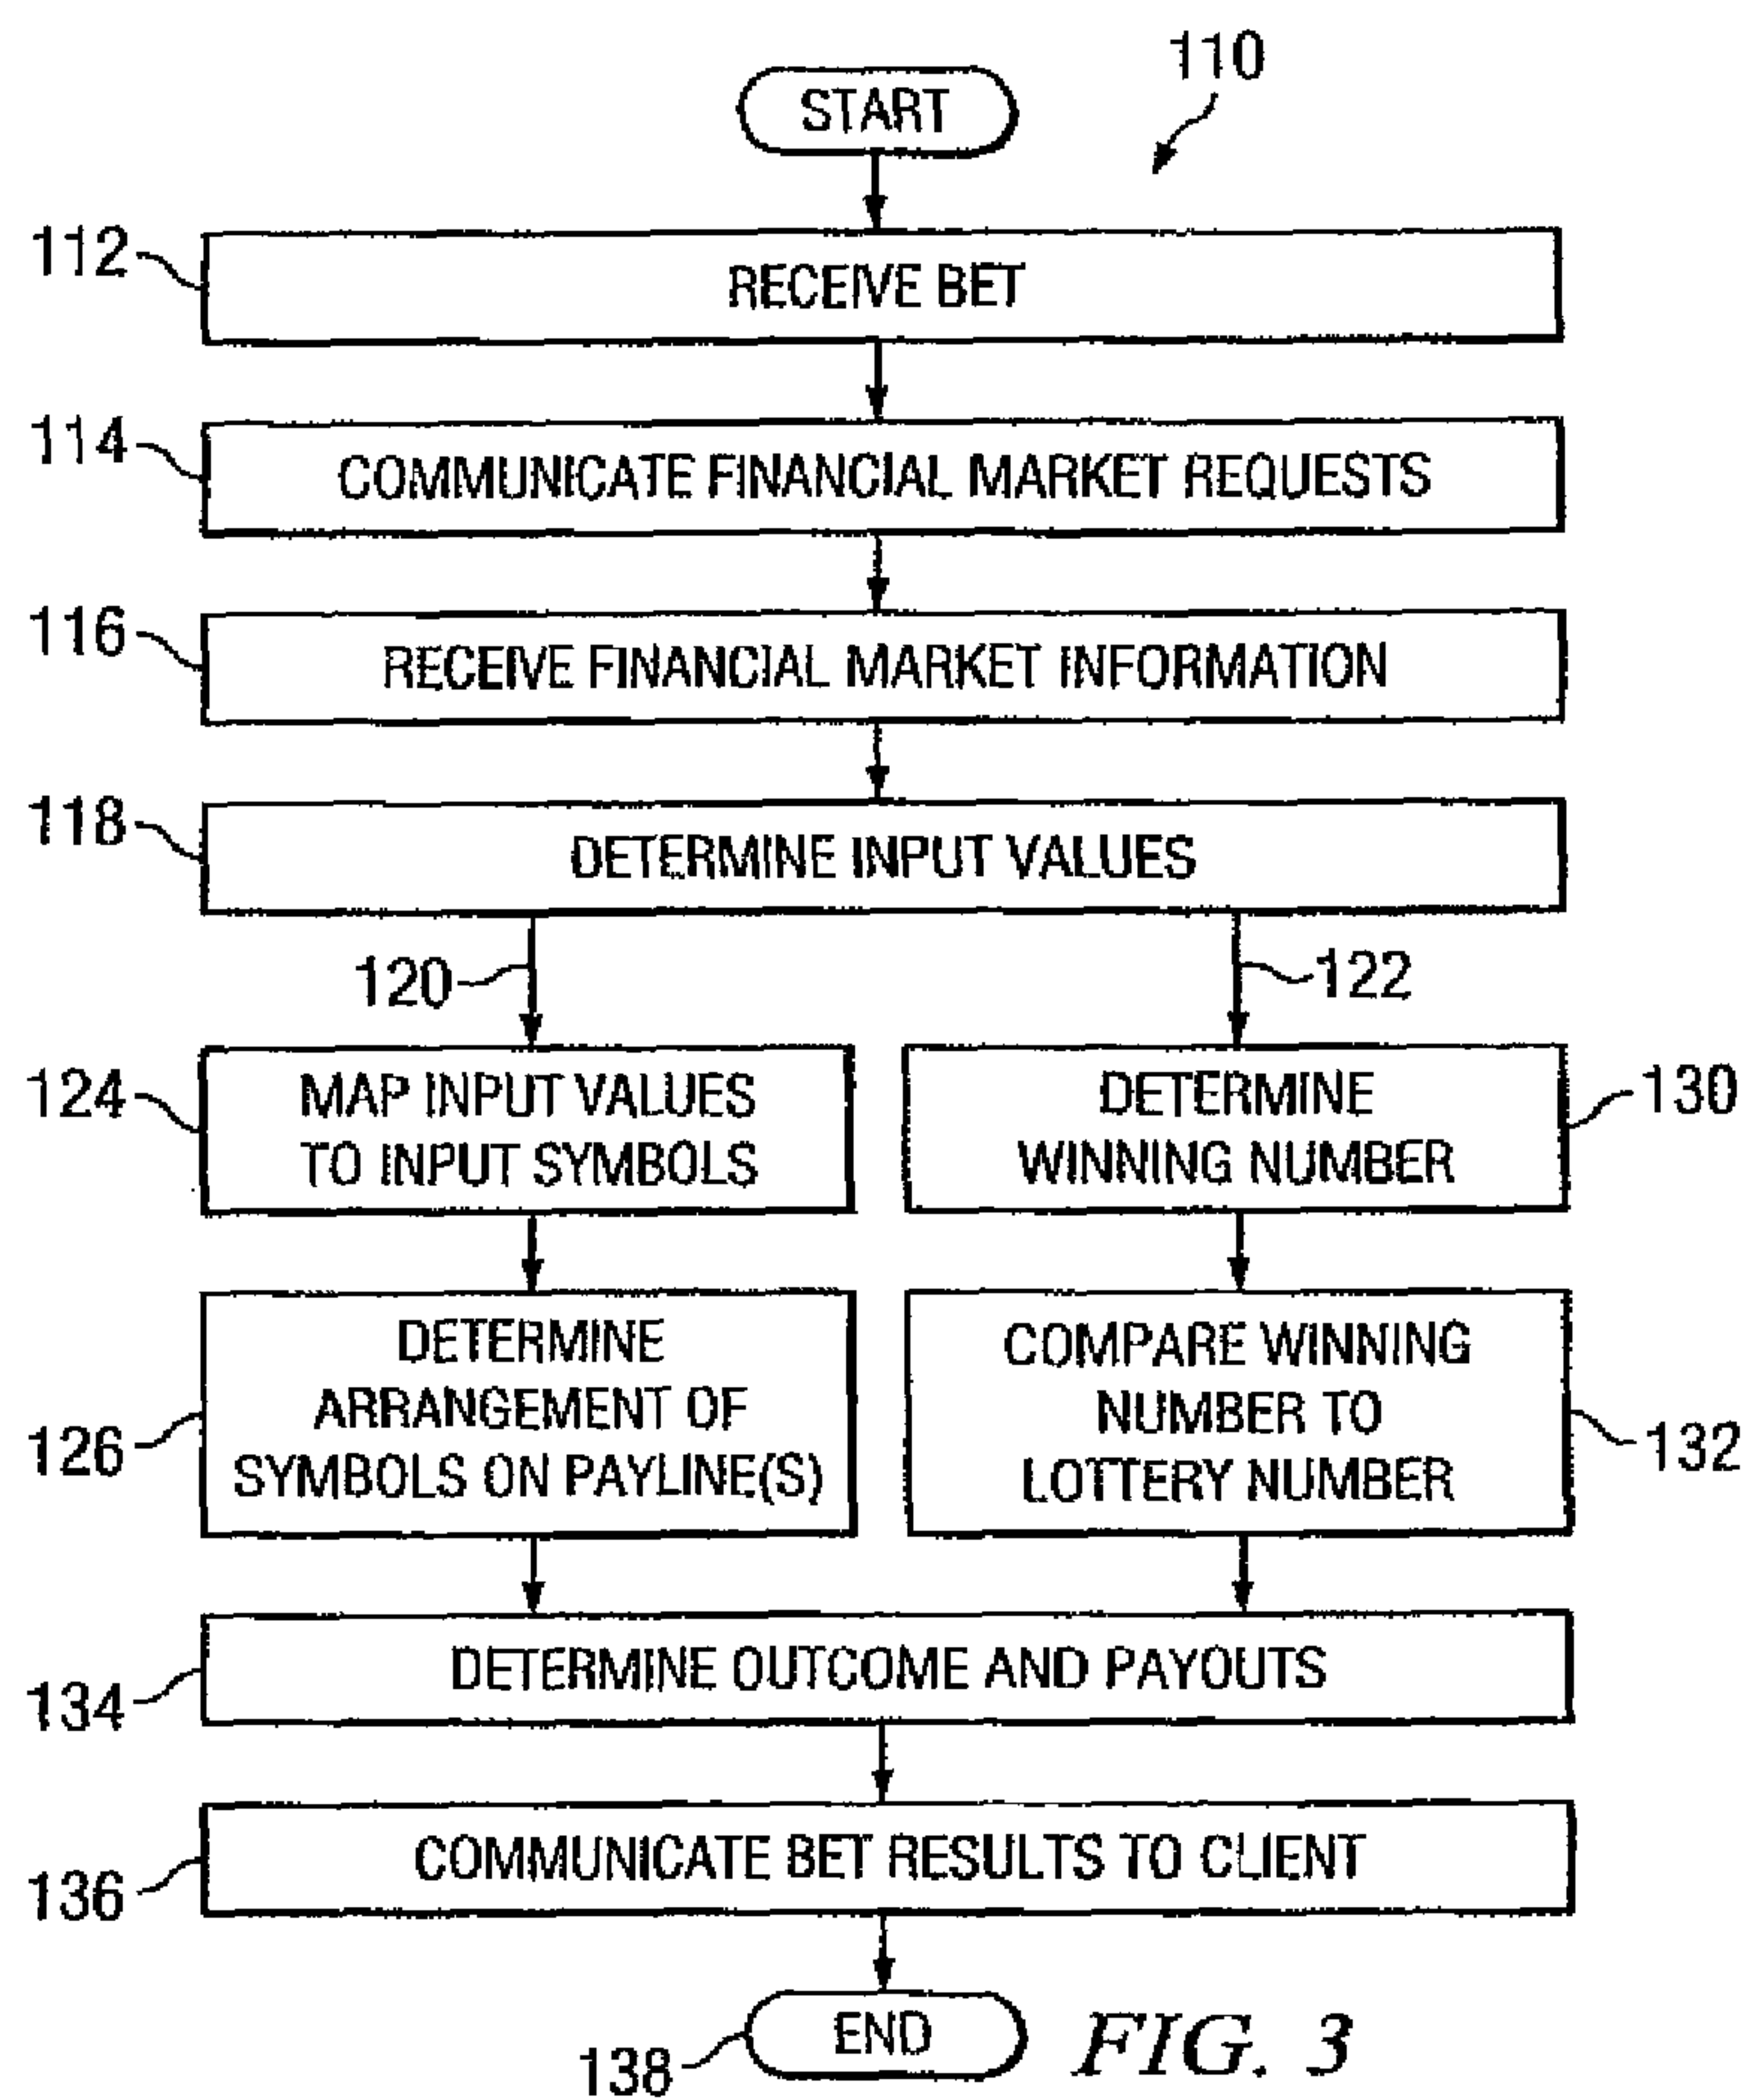 110
START
112
RECEIVE BET
114
COMMUNICATE FINANCIAL MARKET REQUESTS
116
RECEIVE FINANCIAL MARKET INFORMATION
118
DETERMINE INPUT VALUES
120
122
124
MAP INPUT VALUES
TO INPUT SYMBOLS
DETERMINE
WINNING NUMBER
130
126
DETERMINE
ARRANGEMENT OF
SYMBOLS ON PAYLINE(S)
COMPARE WINNING
NUMBER TO
LOTTERY NUMBER
132
134
DETERMINE OUTCOME AND PAYOUTS
136
COMMUNICATE BET RESULTS TO CLIENT
138
END
FIG. 3